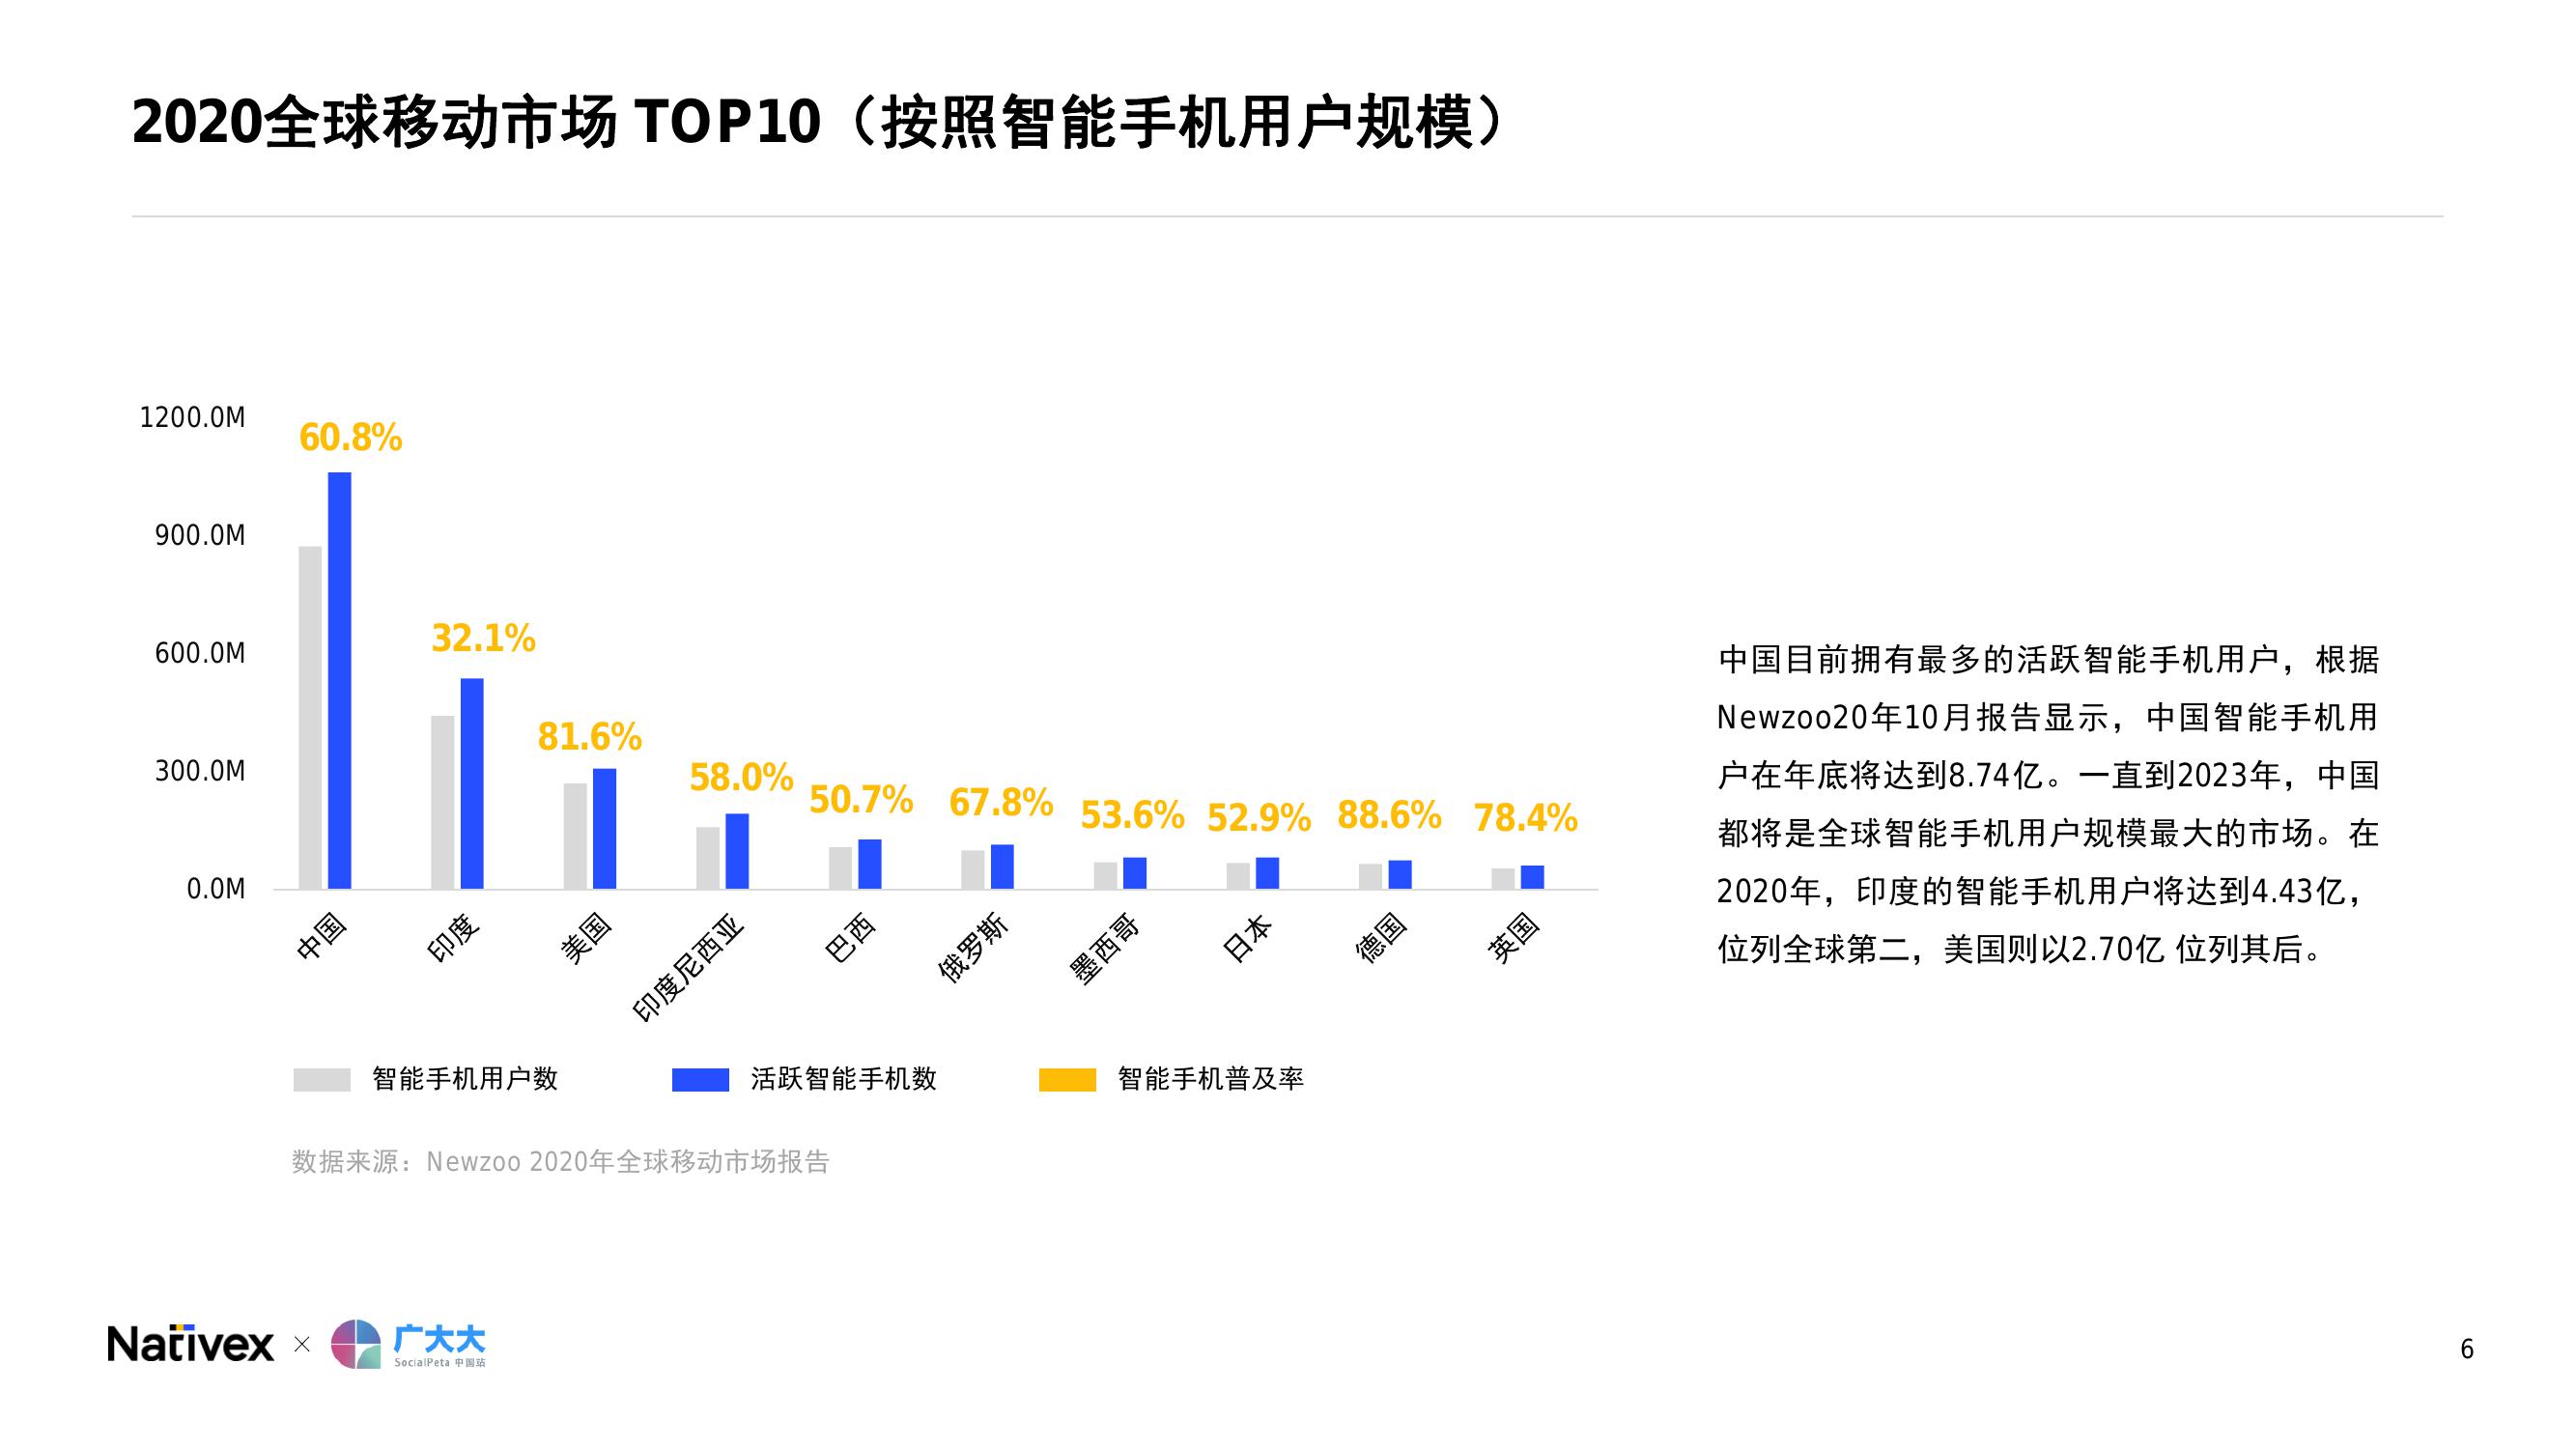 2020全球移动市场 TOP10（按照智能手机用户规模）
1200.0M
900.0M
600.0M
300.0M
0.0M
60.8%
32.1%
81.6%
58.0%
50.7%
67.8%
53.6%
52.9%
88.6%
78.4%
中国
印度
美国
印度尼西亚
巴西
俄罗斯
墨西哥
日本
德国
英国
智能手机用户数
活跃智能手机数
智能手机普及率
数据来源：Newzoo 2020年全球移动市场报告
中国目前拥有最多的活跃智能手机用户，根据
Newzoo20年10月报告显示，中国智能手机用
户在年底将达到8.74亿。一直到2023年，中国
都将是全球智能手机用户规模最大的市场。在
2020年，印度的智能手机用户将达到4.43亿，
位列全球第二，美国则以2.70亿 位列其后。
Nativex × 广大大
SocialPeta 中国站
6